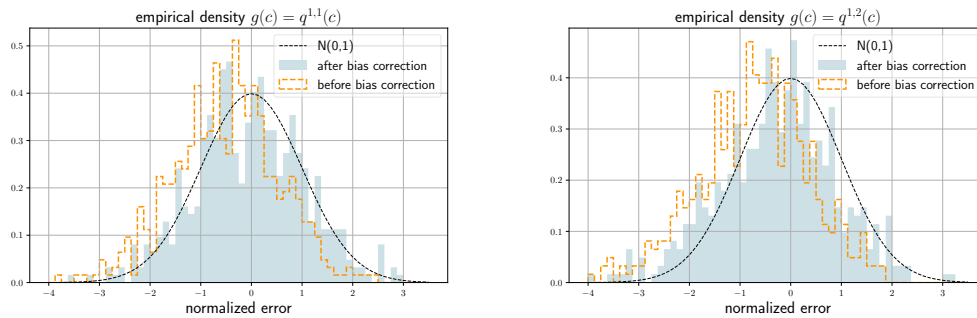 empirical density $g(c) = q^{1,1}(c)$
0.5
0.4
0.3
0.2
0.1
0.0
N(0,1)
after bias correction
before bias correction
−4 −3 −2 −1 0 1 2 3
normalized error
empirical density $g(c) = q^{1,2}(c)$
0.4
0.3
0.2
0.1
0.0
N(0,1)
after bias correction
before bias correction
−4 −3 −2 −1 0 1 2 3
normalized error